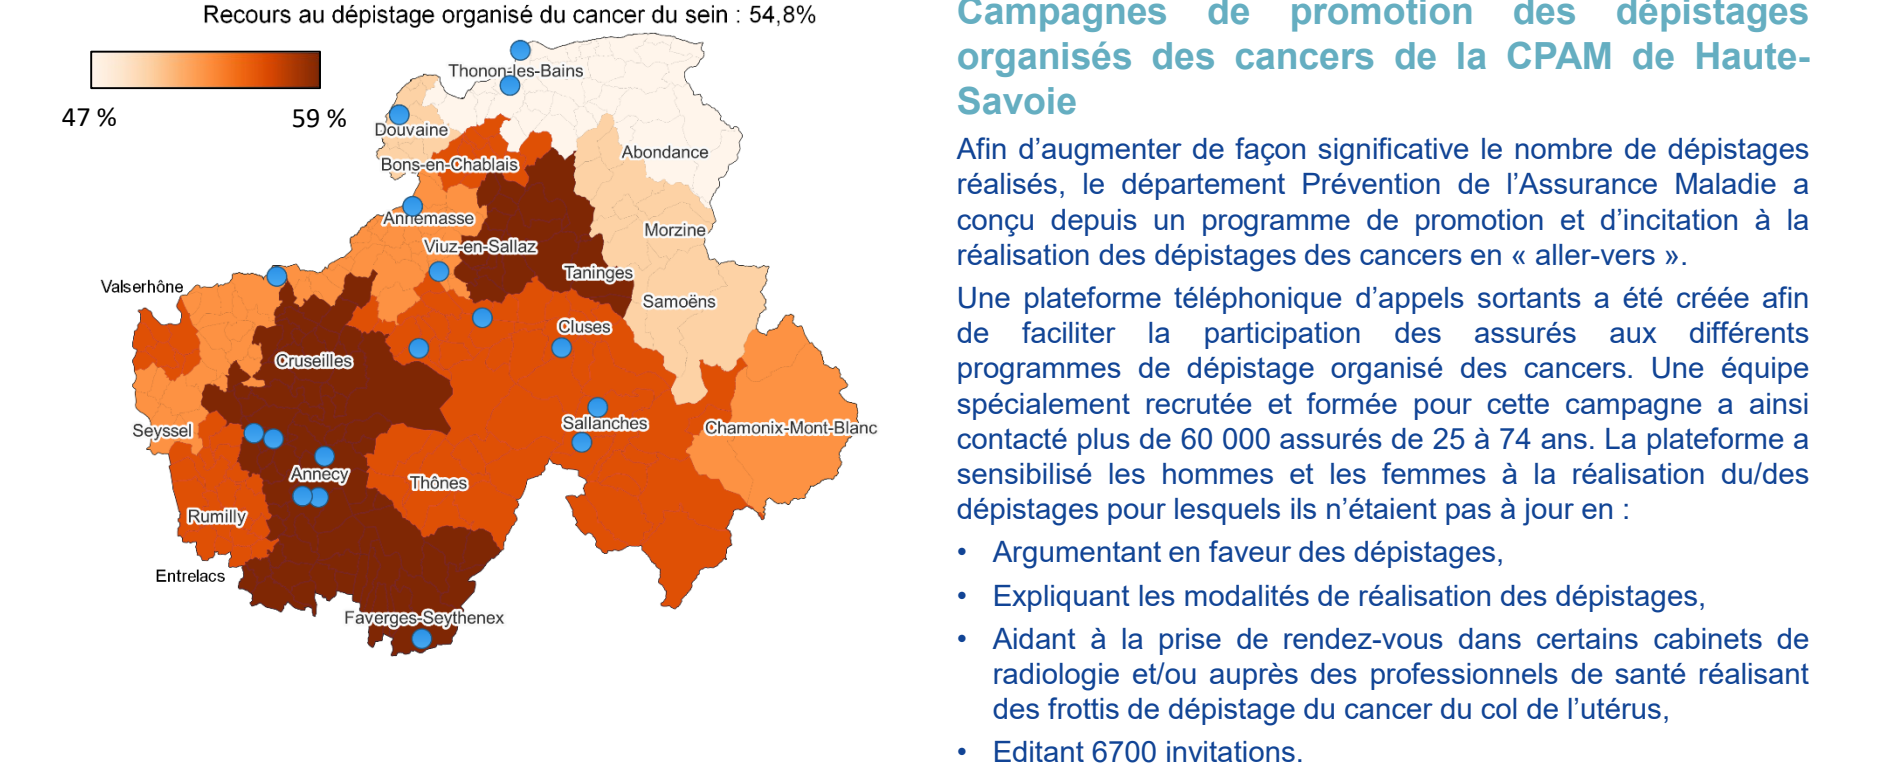 Recours au dépistage organisé du cancer du sein : 54,8%
47 %
59 %
Thonon-les-Bains
Douvaine
Bons-en-Chablais
Abondance
Annemasse
Morzine
Viuz-en-Sallaz
Taninges
Valserhône
Samoëns
Cluses
Cruseilles
Seyssel
Sallanches
Chamonix-Mont-Blanc
Annecy
Thônes
Rumilly
Entrelacs
Faverges-Seythenex
Campagnes de promotion des dépistages
organisés des cancers de la CPAM de Haute-
Savoie
Afin d’augmenter de façon significative le nombre de dépistages
réalisés, le département Prévention de l’Assurance Maladie a
conçu depuis un programme de promotion et d’incitation à la
réalisation des dépistages des cancers en « aller-vers ».
Une plateforme téléphonique d’appels sortants a été créée afin
de faciliter la participation des assurés aux différents
programmes de dépistage organisé des cancers. Une équipe
spécialement recrutée et formée pour cette campagne a ainsi
contacté plus de 60 000 assurés de 25 à 74 ans. La plateforme a
sensibilisé les hommes et les femmes à la réalisation du/des
dépistages pour lesquels ils n’étaient pas à jour en :
• Argumentant en faveur des dépistages,
• Expliquant les modalités de réalisation des dépistages,
• Aidant à la prise de rendez-vous dans certains cabinets de
radiologie et/ou auprès des professionnels de santé réalisant
des frottis de dépistage du cancer du col de l’utérus,
• Editant 6700 invitations.